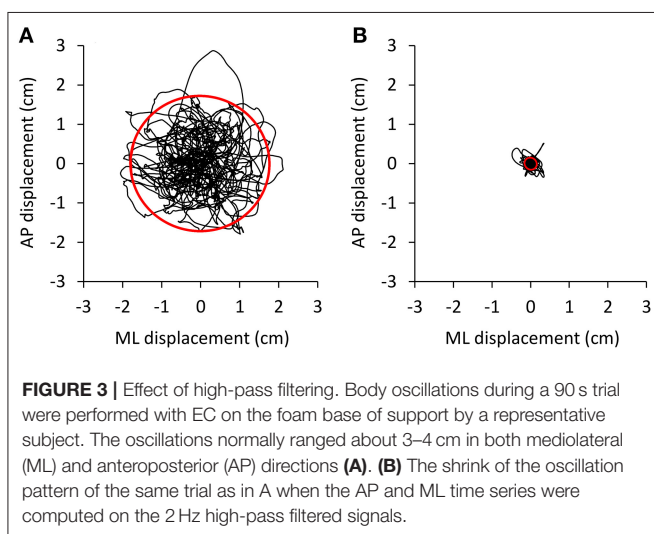 A
B
3
2
1
0
-1
-2
-3
AP displacement (cm)
-3 -2 -1 0 1 2 3
ML displacement (cm)
3
2
1
0
-1
-2
-3
AP displacement (cm)
-3 -2 -1 0 1 2 3
ML displacement (cm)
FIGURE 3 | Effect of high-pass filtering. Body oscillations during a 90 s trial
were performed with EC on the foam base of support by a representative
subject. The oscillations normally ranged about 3–4 cm in both mediolateral
(ML) and anteroposterior (AP) directions (A). (B) The shrink of the oscillation
pattern of the same trial as in A when the AP and ML time series were
computed on the 2 Hz high-pass filtered signals.